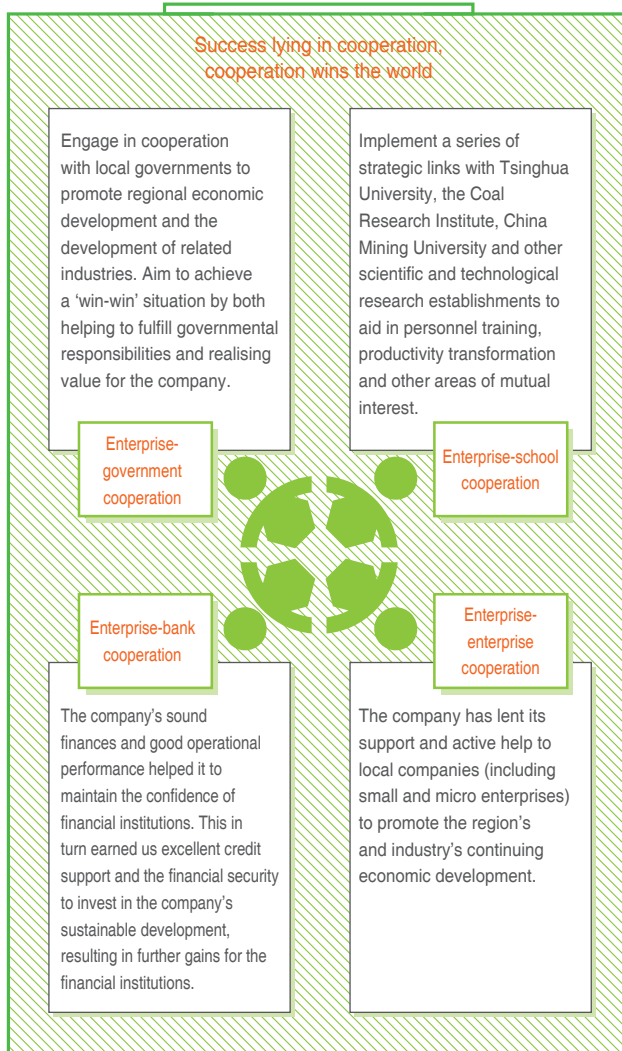 Success lying in cooperation,
cooperation wins the world
Engage in cooperation
with local governments to
promote regional economic
development and the
development of related
industries. Aim to achieve
a ‘win-win’ situation by both
helping to fulfill governmental
responsibilities and realising
value for the company.
Enterprise-
government
cooperation
Implement a series of
strategic links with Tsinghua
University, the Coal
Research Institute, China
Mining University and other
scientific and technological
research establishments to
aid in personnel training,
productivity transformation
and other areas of mutual
interest.
Enterprise-school
cooperation
Enterprise-bank
cooperation
The company’s sound
finances and good operational
performance helped it to
maintain the confidence of
financial institutions. This in
turn earned us excellent credit
support and the financial security
to invest in the company’s
sustainable development,
resulting in further gains for the
financial institutions.
Enterprise-
enterprise
cooperation
The company has lent its
support and active help to
local companies (including
small and micro enterprises)
to promote the region’s
and industry’s continuing
economic development.